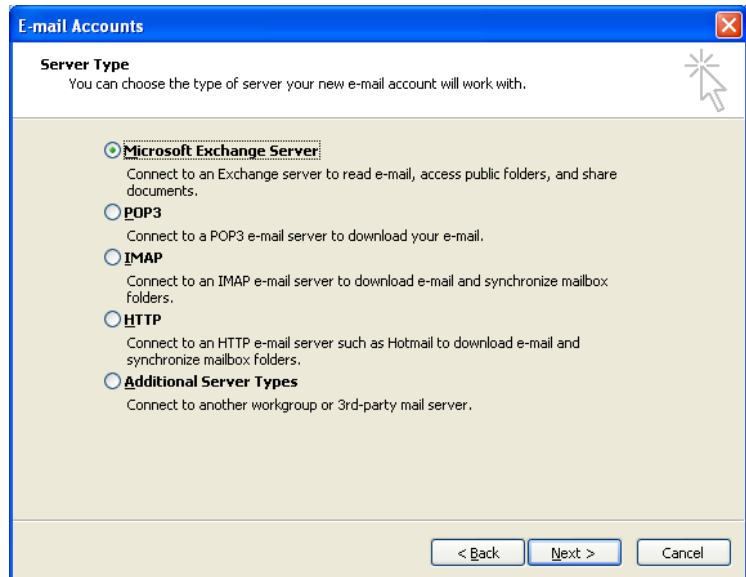 E-mail Accounts
Server Type
You can choose the type of server your new e-mail account will work with.
Microsoft Exchange Server
Connect to an Exchange server to read e-mail, access public folders, and share
documents.
POP3
Connect to a POP3 e-mail server to download your e-mail.
IMAP
Connect to an IMAP e-mail server to download e-mail and synchronize mailbox
folders.
HTTP
Connect to an HTTP e-mail server such as Hotmail to download e-mail and
synchronize mailbox folders.
Additional Server Types
Connect to another workgroup or 3rd-party mail server.
< Back Next > Cancel